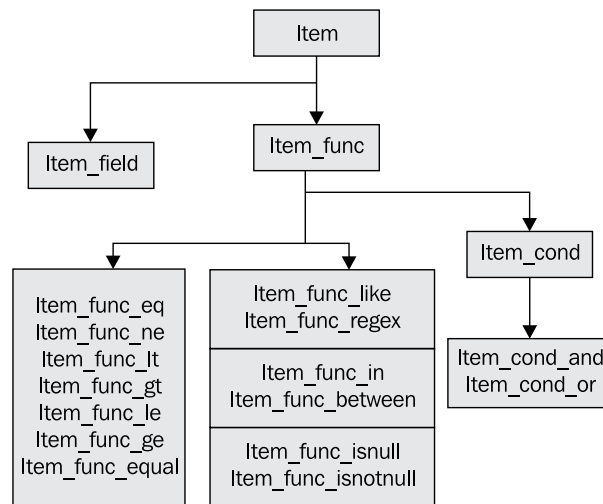 Item
Item_field
Item_func
Item_cond
Item_func_eq
Item_func_ne
Item_func_lt
Item_func_gt
Item_func_le
Item_func_ge
Item_func_equal
Item_func_like
Item_func_regex
Item_func_in
Item_func_between
Item_func_isnull
Item_func_isnotnull
Item_cond_and
Item_cond_or